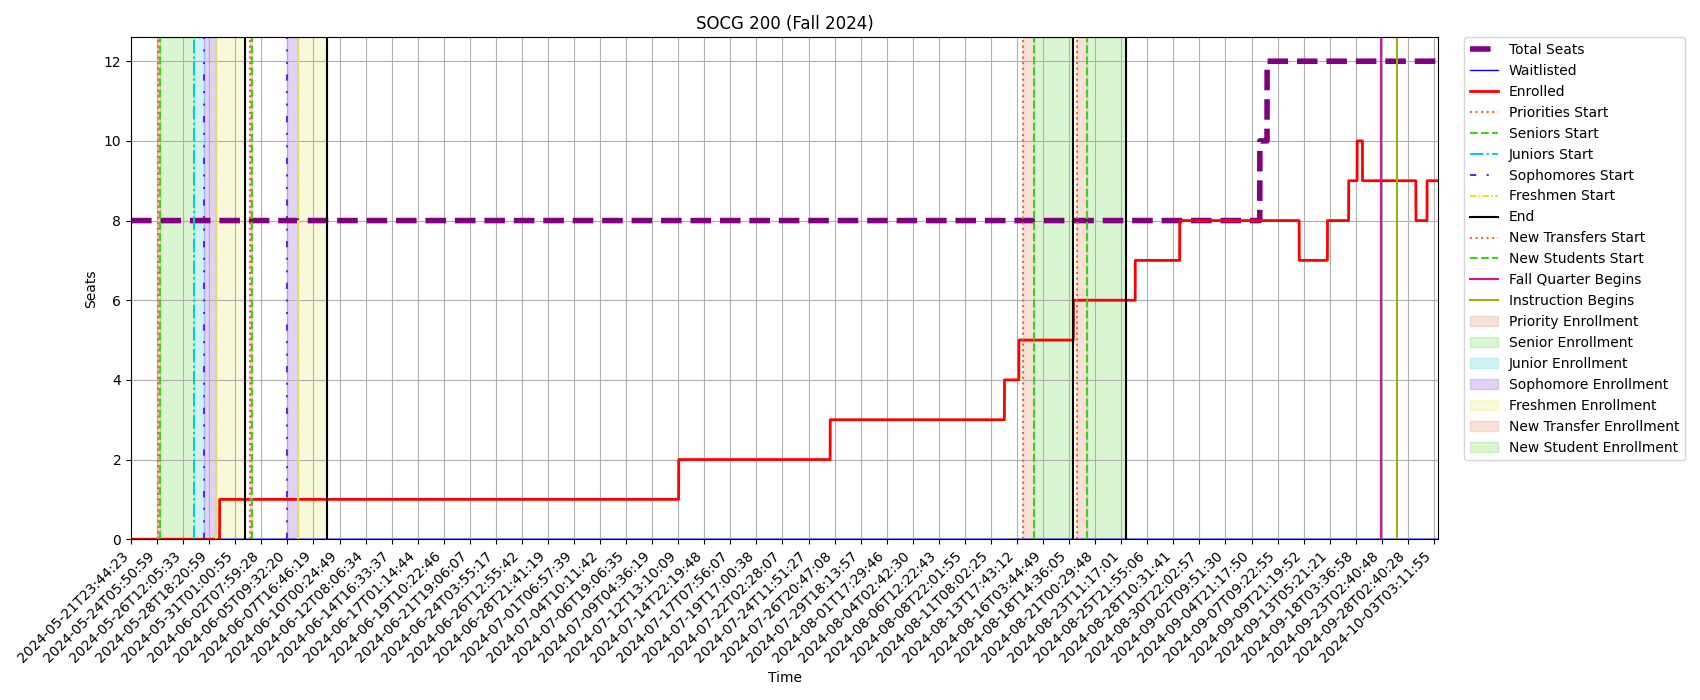 SOCG 200 (Fall 2024)
Seats
12
10
8
6
4
2
0
2024-05-21T23:44:23
2024-05-24T05:50:59
2024-05-26T12:05:33
2024-05-28T18:20:59
2024-05-31T01:00:55
2024-06-02T07:59:28
2024-06-05T09:32:20
2024-06-07T16:46:19
2024-06-10T00:24:49
2024-06-12T08:06:34
2024-06-14T16:33:37
2024-06-17T01:14:44
2024-06-19T10:22:46
2024-06-21T19:06:07
2024-06-24T03:55:17
2024-06-26T12:55:42
2024-06-28T21:41:19
2024-07-01T06:57:39
2024-07-04T10:11:42
2024-07-06T19:06:35
2024-07-09T04:36:19
2024-07-12T13:10:09
2024-07-14T22:19:48
2024-07-17T07:56:07
2024-07-19T17:00:38
2024-07-22T02:28:07
2024-07-24T11:51:27
2024-07-26T20:47:08
2024-07-29T18:13:57
2024-08-01T17:29:46
2024-08-04T02:42:30
2024-08-06T12:22:43
2024-08-08T22:01:55
2024-08-11T08:02:25
2024-08-13T17:43:12
2024-08-16T03:44:49
2024-08-18T14:36:05
2024-08-21T00:29:48
2024-08-23T11:17:01
2024-08-25T21:55:06
2024-08-28T10:31:41
2024-08-30T22:02:57
2024-09-02T09:51:30
2024-09-04T21:17:50
2024-09-07T09:22:55
2024-09-09T21:19:52
2024-09-13T05:21:21
2024-09-18T03:36:58
2024-09-23T02:40:48
2024-09-28T02:40:28
2024-10-03T03:11:55
Time
Total Seats
Waitlisted
Enrolled
Priorities Start
Seniors Start
Juniors Start
Sophomores Start
Freshmen Start
End
New Transfers Start
New Students Start
Fall Quarter Begins
Instruction Begins
Priority Enrollment
Senior Enrollment
Junior Enrollment
Sophomore Enrollment
Freshmen Enrollment
New Transfer Enrollment
New Student Enrollment